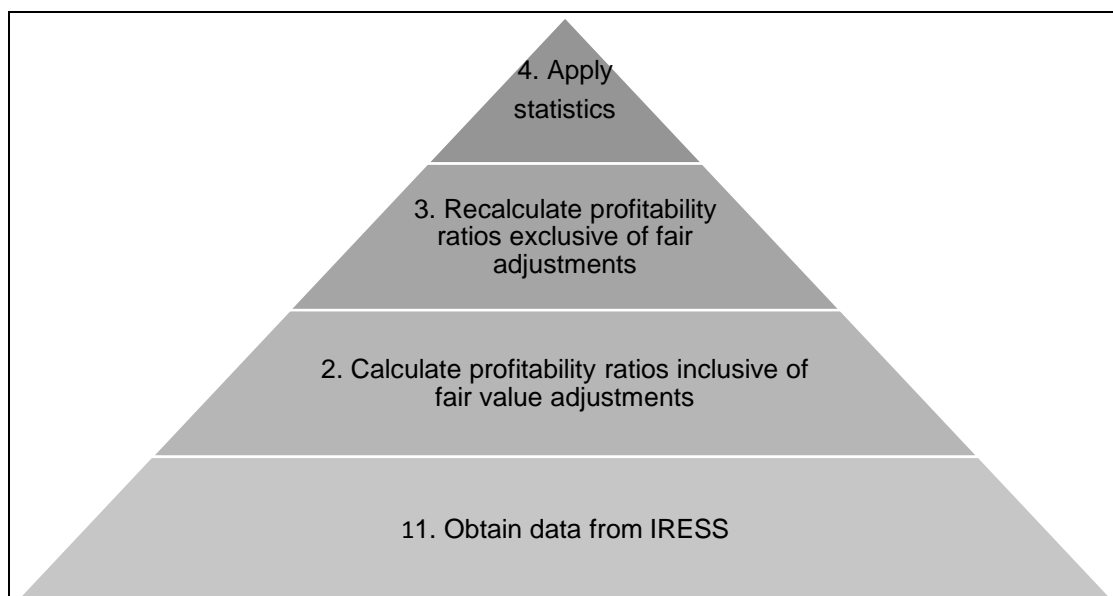 4. Apply
statistics
3. Recalculate profitability
ratios exclusive of fair
adjustments
2. Calculate profitability ratios inclusive of
fair value adjustments
11. Obtain data from IRESS